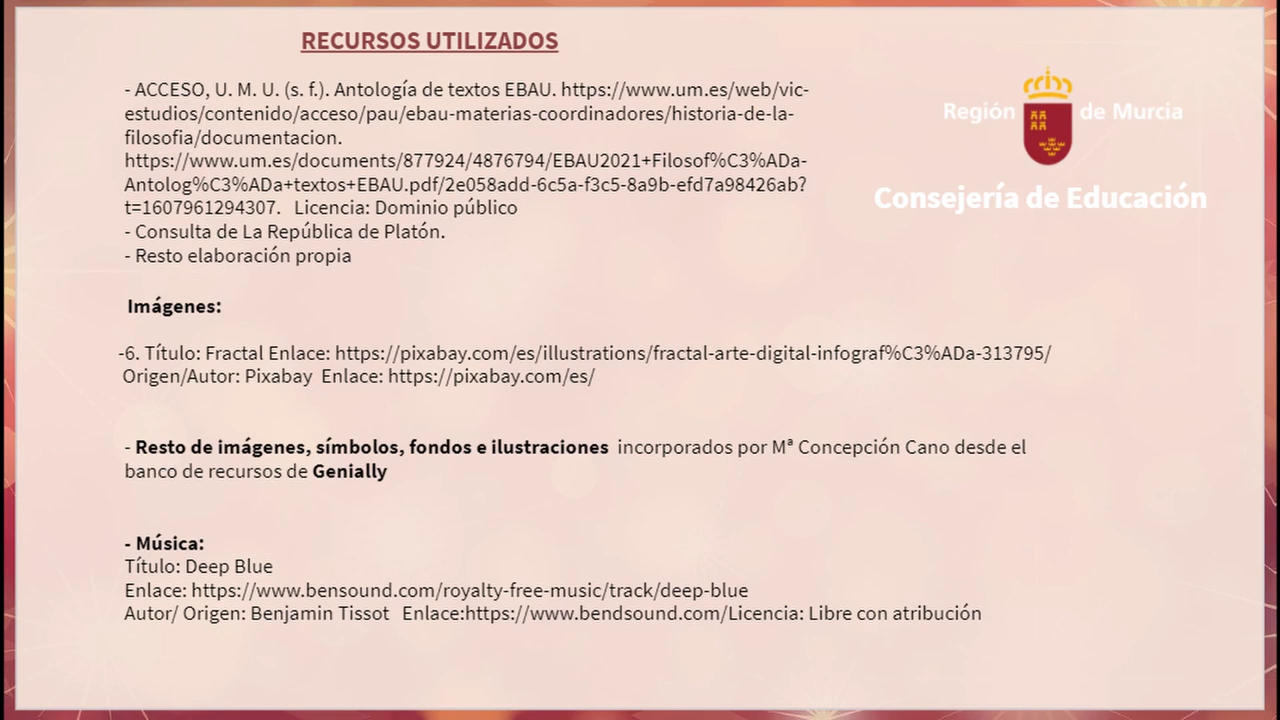 RECURSOS UTILIZADOS
- ACCESO, U. M. U. (s. f.). Antología de textos EBAU. https://www.um.es/web/vic-
estudios/contenido/acceso/pau/ebau-materias-coordinadores/historia-de-la-
filosofia/documentacion.
https://www.um.es/documents/877924/4876794/EBAU2021+Filosof%C3%ADa-
Antolog%C3%ADa+textos+EBAU.pdf/2e058add-6c5a-f3c5-8a9b-efd7a98426ab?
t=1607961294307. Licencia: Dominio público
- Consulta de La República de Platón.
- Resto elaboración propia
Región de Murcia
Consejería de Educación
Imágenes:
-6. Título: Fractal Enlace: https://pixabay.com/es/illustrations/fractal-arte-digital-infograf%C3%ADa-313795/
Origen/Autor: Pixabay Enlace: https://pixabay.com/es/
- Resto de imágenes, símbolos, fondos e ilustraciones incorporados por Mª Concepción Cano desde el
banco de recursos de Genially
- Música:
Título: Deep Blue
Enlace: https://www.bensound.com/royalty-free-music/track/deep-blue
Autor/ Origen: Benjamin Tissot Enlace:https://www.bendsound.com/Licencia: Libre con atribución